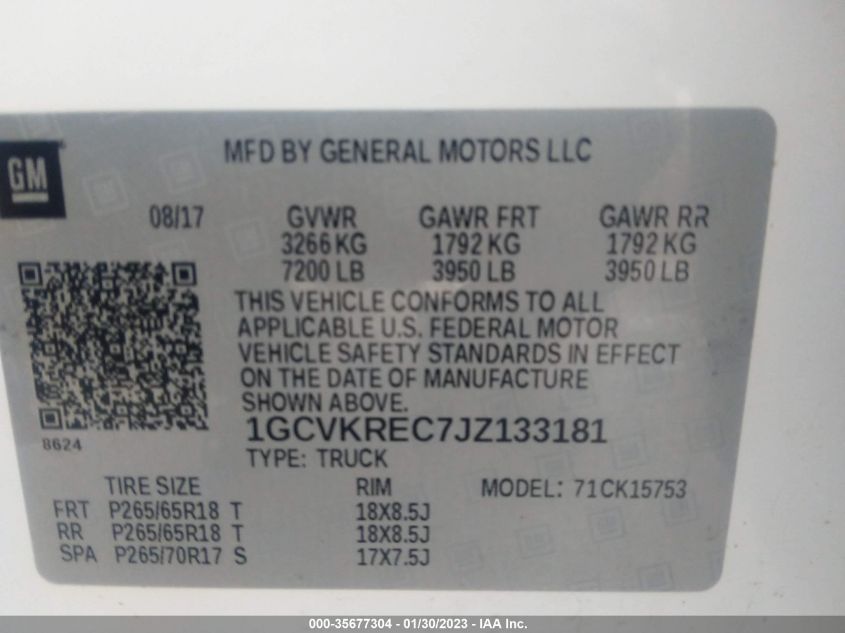 GM
MFD BY GENERAL MOTORS LLC
08/17 GVWR GAWR FRT GAWR RR
3266 KG 1792 KG 1792 KG
7200 LB 3950 LB 3950 LB
THIS VEHICLE CONFORMS TO ALL
APPLICABLE U.S. FEDERAL MOTOR
VEHICLE SAFETY STANDARDS IN EFFECT
ON THE DATE OF MANUFACTURE
SHOWN ABOVE.
8624
1GCVKREC7JZ133181
TYPE: TRUCK
TIRE SIZE RIM MODEL: 71CK15753
FRT P265/65R18 T 18X8.5J
RR P265/65R18 T 18X8.5J
SPA P265/70R17 S 17X7.5J
000-35677304 - 01/30/2023 - IAA Inc.